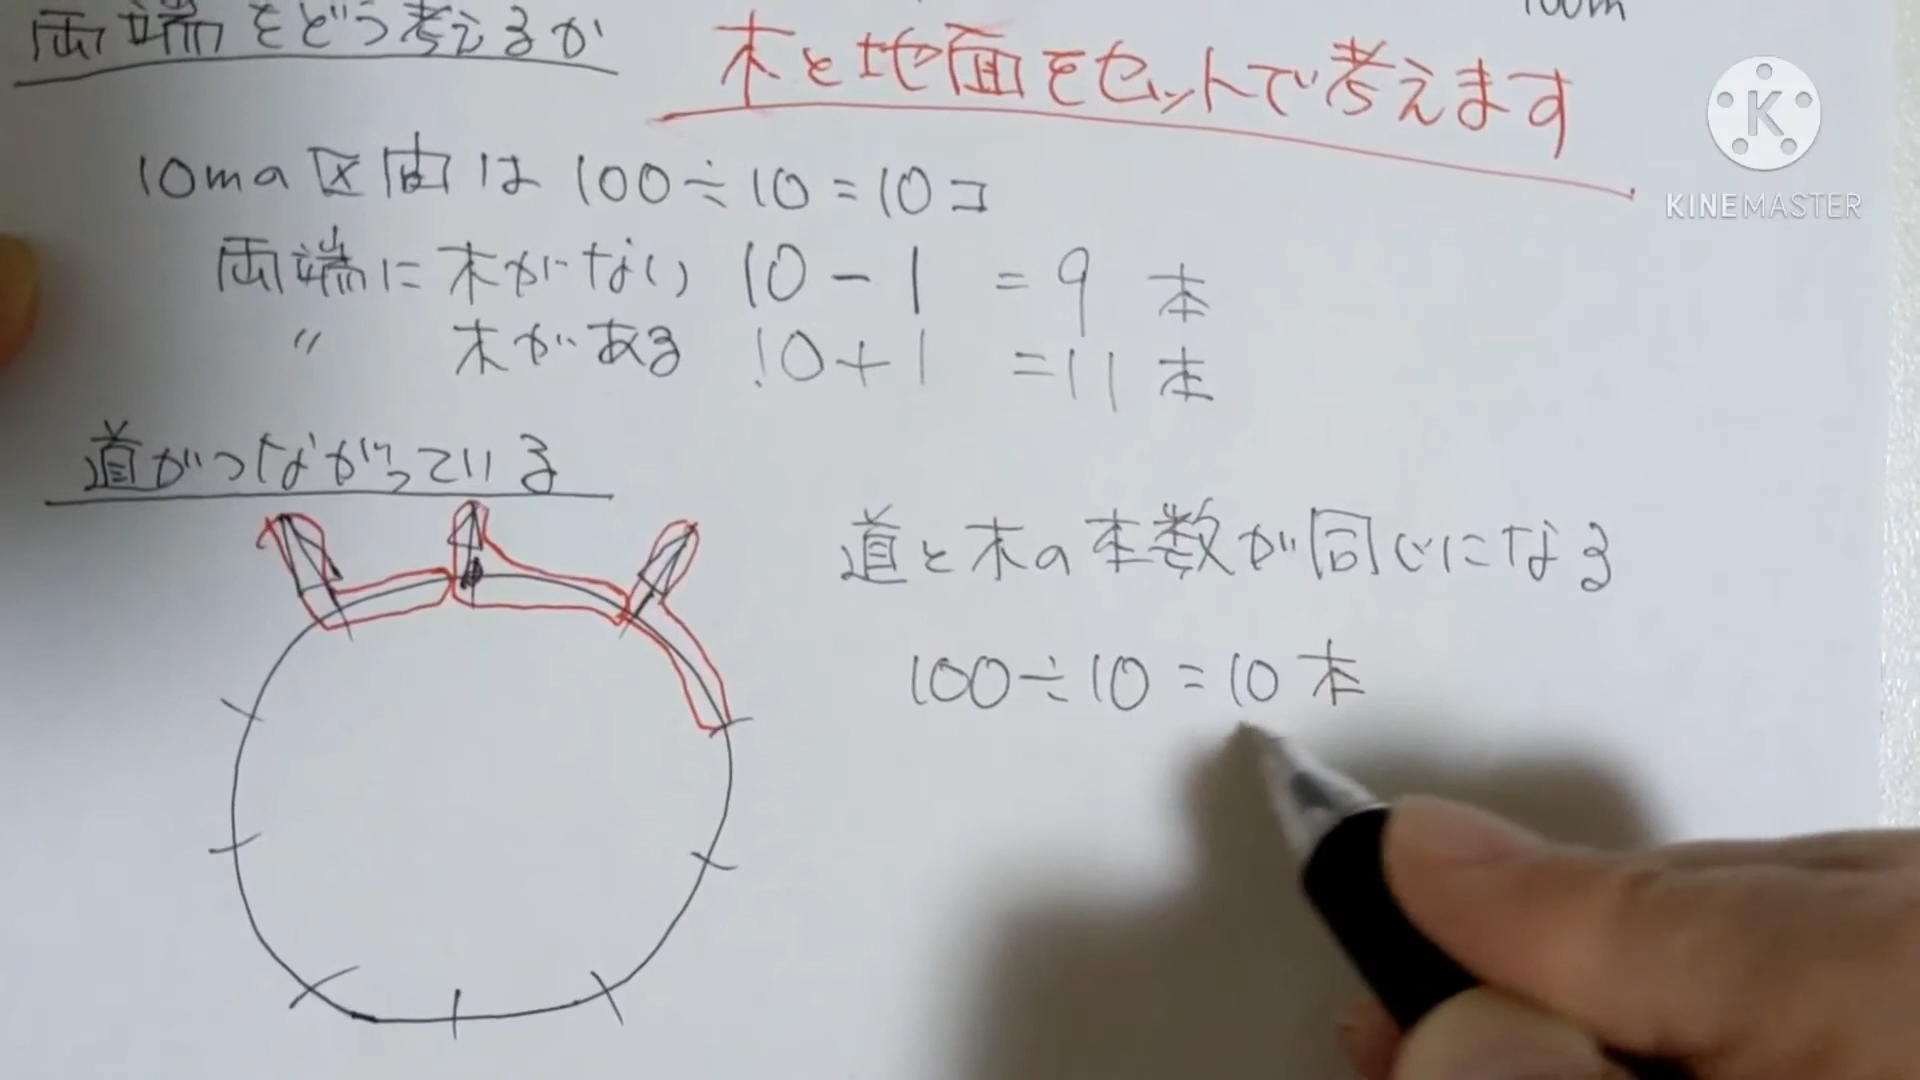 両端をどう考えるか
100m
木と地面をセットで考えます
10mの区間は 100÷10=10コ
両端に 木がない 10-1 =9 本
〃 木がある 10+1 =11 本
道がつながっている
道と木の本数が同じになる
100÷10=10本
K
KINEMASTER